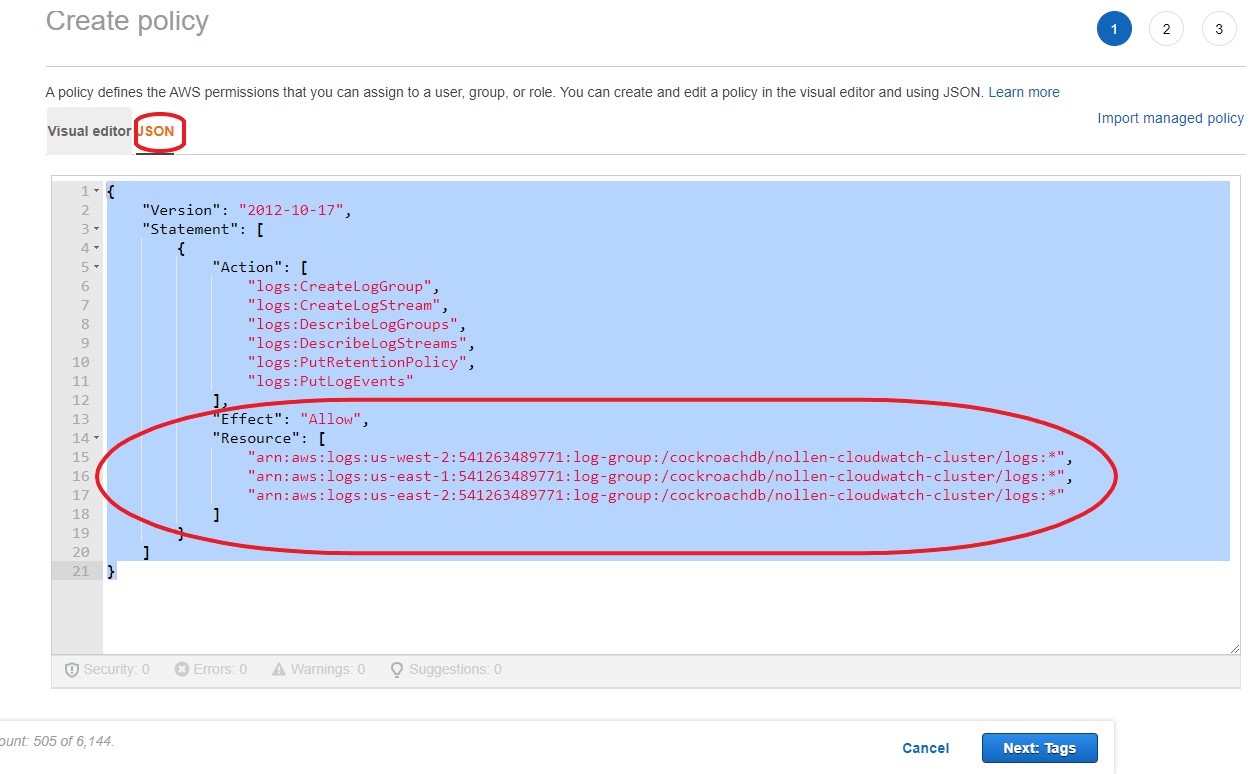 Create policy
1 2 3
A policy defines the AWS permissions that you can assign to a user, group, or role. You can create and edit a policy in the visual editor and using JSON. Learn more
Import managed policy
Visual editor JSON
1 {
2 "Version": "2012-10-17",
3 "Statement": [
4 {
5 "Action": [
6 "logs:CreateLogGroup",
7 "logs:CreateLogStream",
8 "logs:DescribeLogGroups",
9 "logs:DescribeLogStreams",
10 "logs:PutRetentionPolicy",
11 "logs:PutLogEvents"
12 ],
13 "Effect": "Allow",
14 "Resource": [
15 "arn:aws:logs:us-west-2:541263489771:log-group:/cockroachdb/nollen-cloudwatch-cluster/logs:*",
16 "arn:aws:logs:us-east-1:541263489771:log-group:/cockroachdb/nollen-cloudwatch-cluster/logs:*",
17 "arn:aws:logs:us-east-2:541263489771:log-group:/cockroachdb/nollen-cloudwatch-cluster/logs:*"
18 ]
19 }
20 ]
21 }
Security: 0 Errors: 0 Warnings: 0 Suggestions: 0
ount: 505 of 6,144.
Cancel Next: Tags